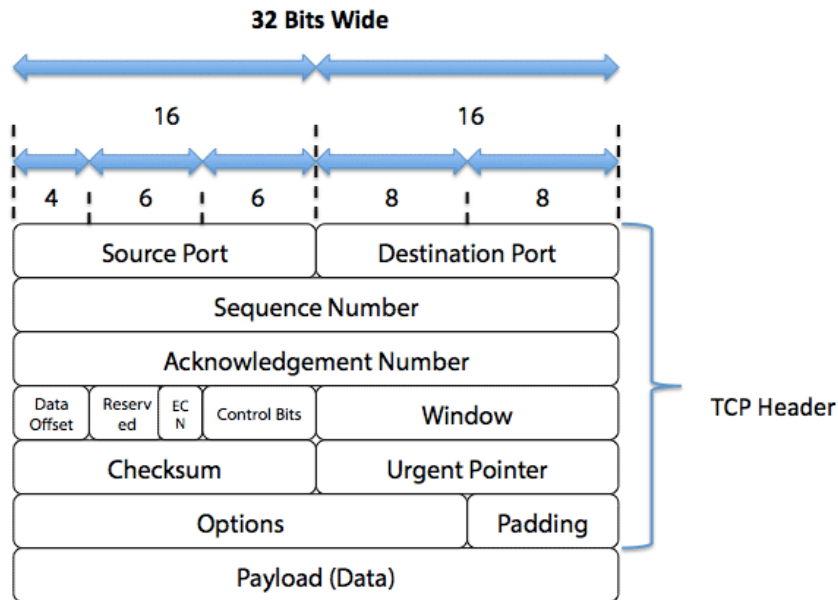 32 Bits Wide
16 16
4 6 6 8 8
Source Port Destination Port
Sequence Number
Acknowledgement Number
Data Offset Reserv ed EC N Control Bits Window
TCP Header
Checksum Urgent Pointer
Options Padding
Payload (Data)